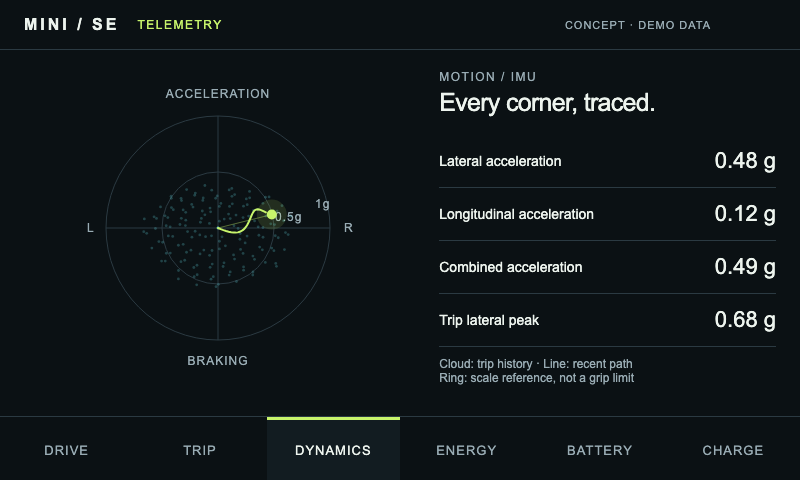 MINI / SE TELEMETRY
CONCEPT · DEMO DATA
ACCELERATION
L
0.5g
1g
R
BRAKING
MOTION / IMU
Every corner, traced.
Lateral acceleration 0.48 g
Longitudinal acceleration 0.12 g
Combined acceleration 0.49 g
Trip lateral peak 0.68 g
Cloud: trip history · Line: recent path
Ring: scale reference, not a grip limit
DRIVE TRIP DYNAMICS ENERGY BATTERY CHARGE